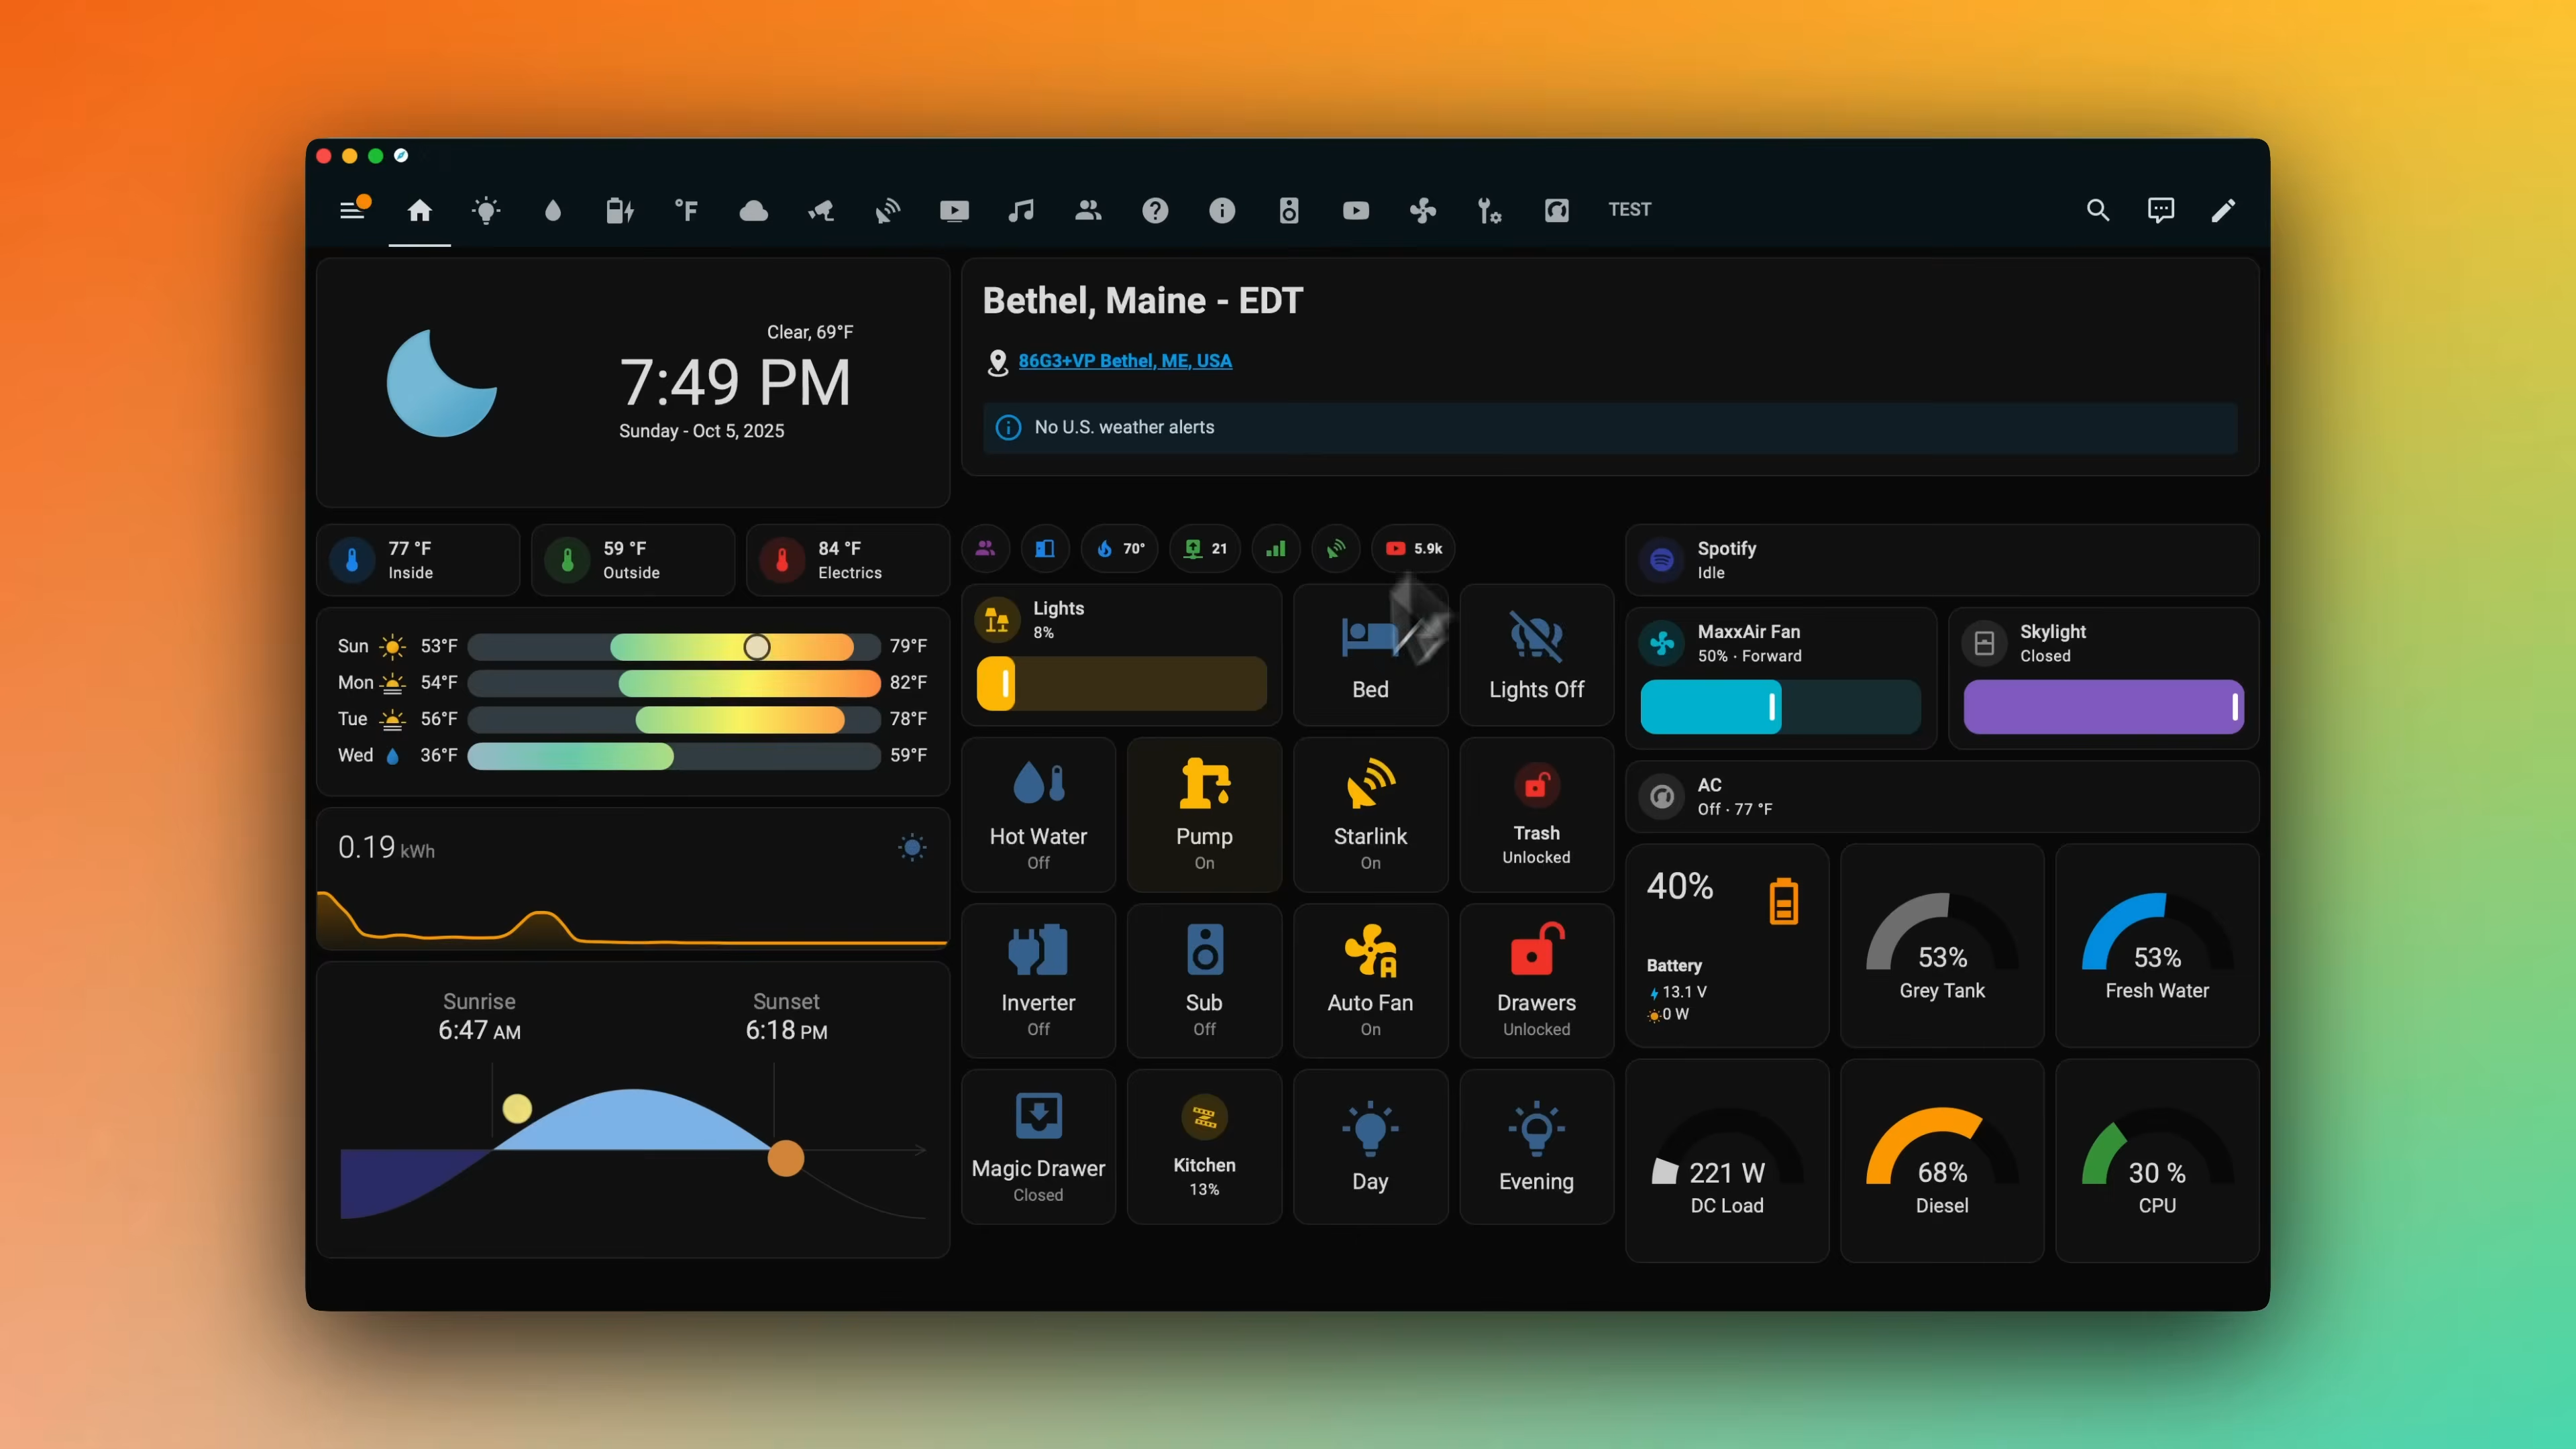 °F
TEST
Clear, 69°F
7:49 PM
Sunday - Oct 5, 2025
Bethel, Maine - EDT
86G3+VP Bethel, ME, USA
No U.S. weather alerts
77 °F
Inside
59 °F
Outside
84 °F
Electrics
Sun 53°F 79°F
Mon 54°F 82°F
Tue 56°F 78°F
Wed 36°F 59°F
0.19 kWh
Sunrise
6:47 AM
Sunset
6:18 PM
70°
21
5.9k
Lights
8%
Bed
Lights Off
Hot Water
Off
Pump
On
Starlink
On
Trash
Unlocked
Inverter
Off
Sub
Off
A
Auto Fan
On
Drawers
Unlocked
Magic Drawer
Closed
Kitchen
13%
Day
Evening
Spotify
Idle
MaxxAir Fan
50% · Forward
Skylight
Closed
AC
Off · 77 °F
40%
Battery
13.1 V
0 W
53%
Grey Tank
53%
Fresh Water
221 W
DC Load
68%
Diesel
30 %
CPU